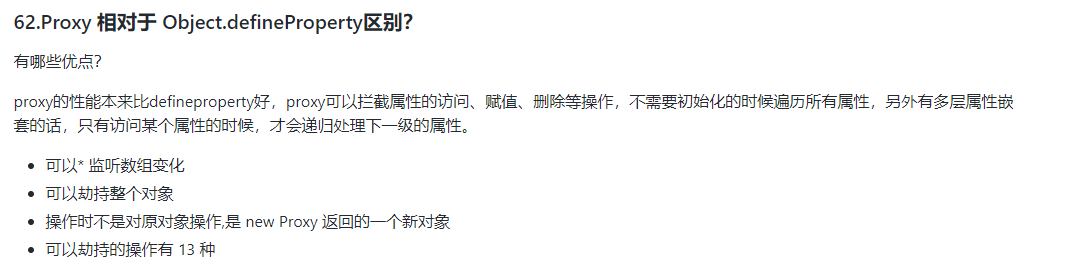 62.Proxy 相对于 Object.defineProperty区别？
有哪些优点？
proxy的性能本来比defineproperty好，proxy可以拦截属性的访问、赋值、删除等操作，不需要初始化的时候遍历所有属性，另外有多层属性嵌
套的话，只有访问某个属性的时候，才会递归处理下一级的属性。
• 可以* 监听数组变化
• 可以劫持整个对象
• 操作时不是对原对象操作,是 new Proxy 返回的一个新对象
• 可以劫持的操作有 13 种